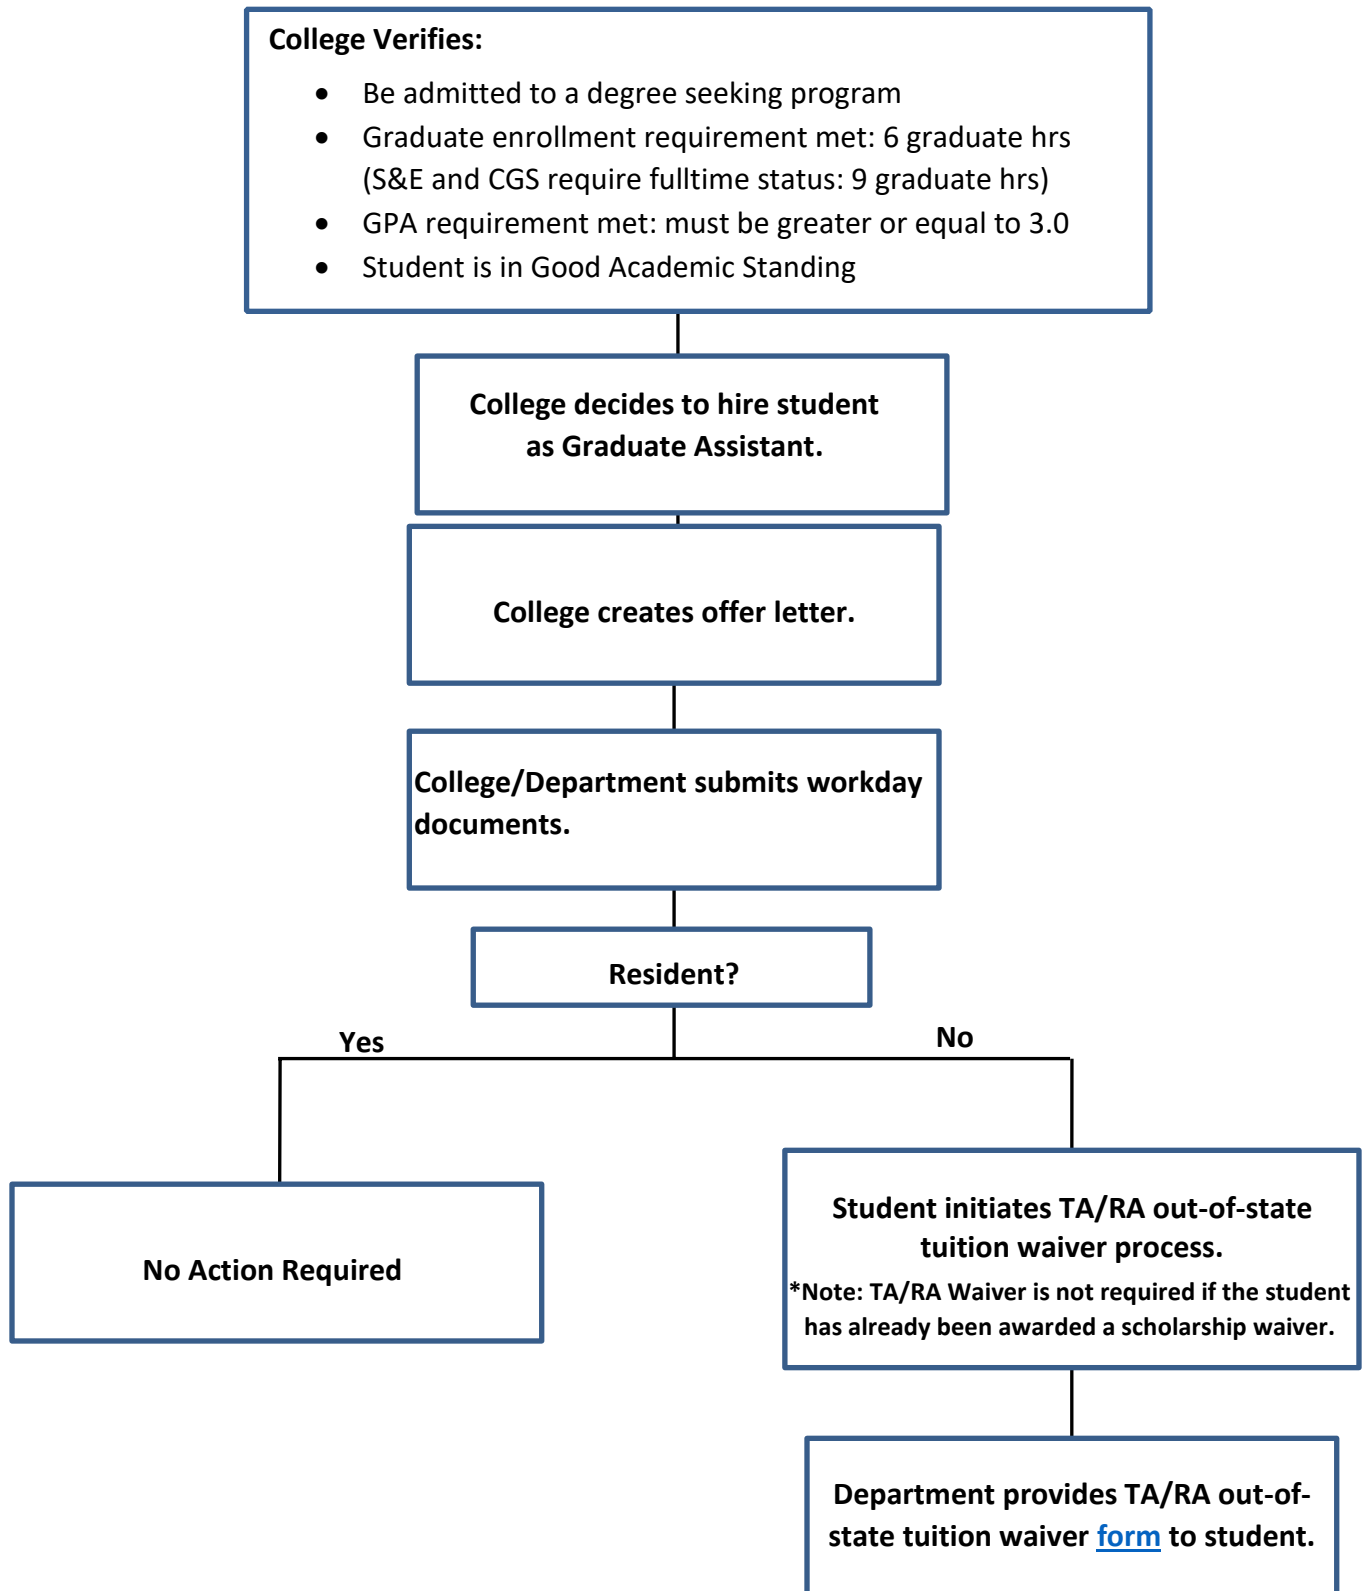 College Verifies:
• Be admitted to a degree seeking program
• Graduate enrollment requirement met: 6 graduate hrs
(S&E and CGS require fulltime status: 9 graduate hrs)
• GPA requirement met: must be greater or equal to 3.0
• Student is in Good Academic Standing
College decides to hire student
as Graduate Assistant.
College creates offer letter.
College/Department submits workday
documents.
Resident?
Yes
No
No Action Required
Student initiates TA/RA out-of-state
tuition waiver process.
*Note: TA/RA Waiver is not required if the student
has already been awarded a scholarship waiver.
Department provides TA/RA out-of-
state tuition waiver form to student.